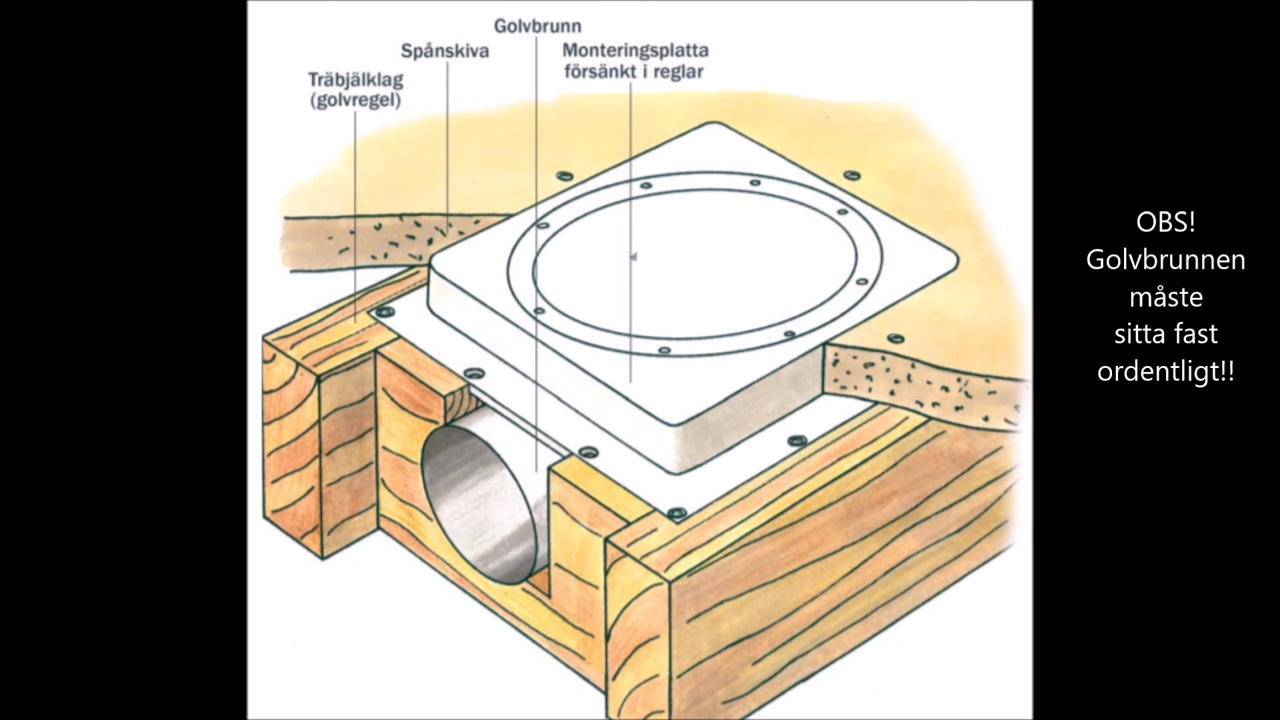 Golvbrunn
Spånskiva
Monteringsplatta
försänkt i reglar
Träbjälklag
(golvregel)
OBS!
Golvbrunnen
måste
sitta fast
ordentligt!!